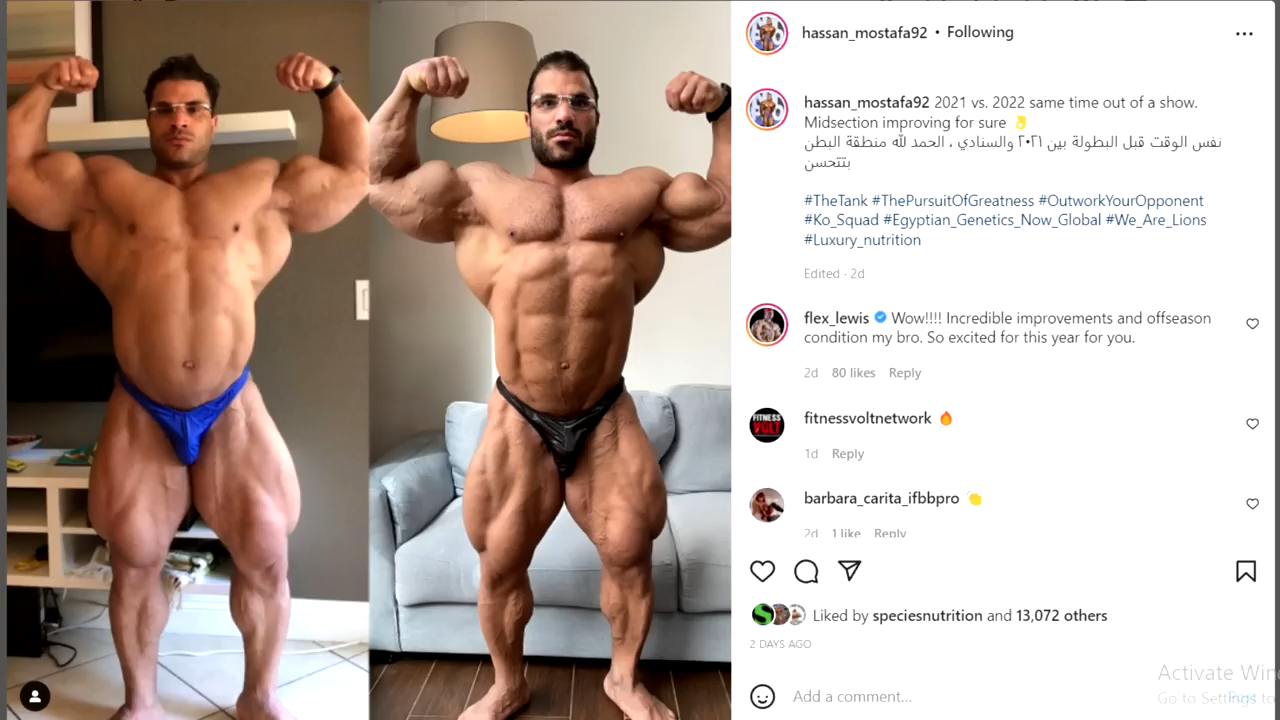 hassan_mostafa92 • Following
hassan_mostafa92 2021 vs. 2022 same time out of a show.
Midsection improving for sure 👌
نفس الوقت قبل البطولة بين ٢٠٢١ والسنادي ، الحمد لله منطقة البطن
بتتحسن
#TheTank #ThePursuitOfGreatness #OutworkYourOpponent
#Ko_Squad #Egyptian_Genetics_Now_Global #We_Are_Lions
#Luxury_nutrition
Edited · 2d
flex_lewis Wow!!!! Incredible improvements and offseason
condition my bro. So excited for this year for you.
2d 80 likes Reply
FITNESS
VOLT
fitnessvoltnetwork 🔥
1d Reply
barbara_carita_ifbbpro 👏
2d 1 like Reply
Liked by speciesnutrition and 13,072 others
2 DAYS AGO
Add a comment...
Post
Activate Win
Go to Settings to